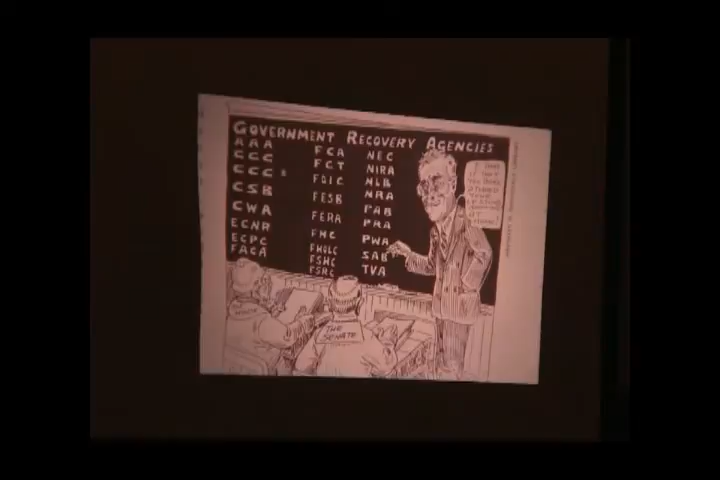 GOVERNMENT RECOVERY AGENCIES
AAA
CCC
CCC
CSB
CWA
ECNR
ECPC
FACA
FCA
FCT
FDIC
FESB
FERA
FHC
FHOLC
FSHC
FSRC
NEC
NIRA
NLB
NRA
PAB
PRA
PWA
SAB
TVA
THE
SENATE